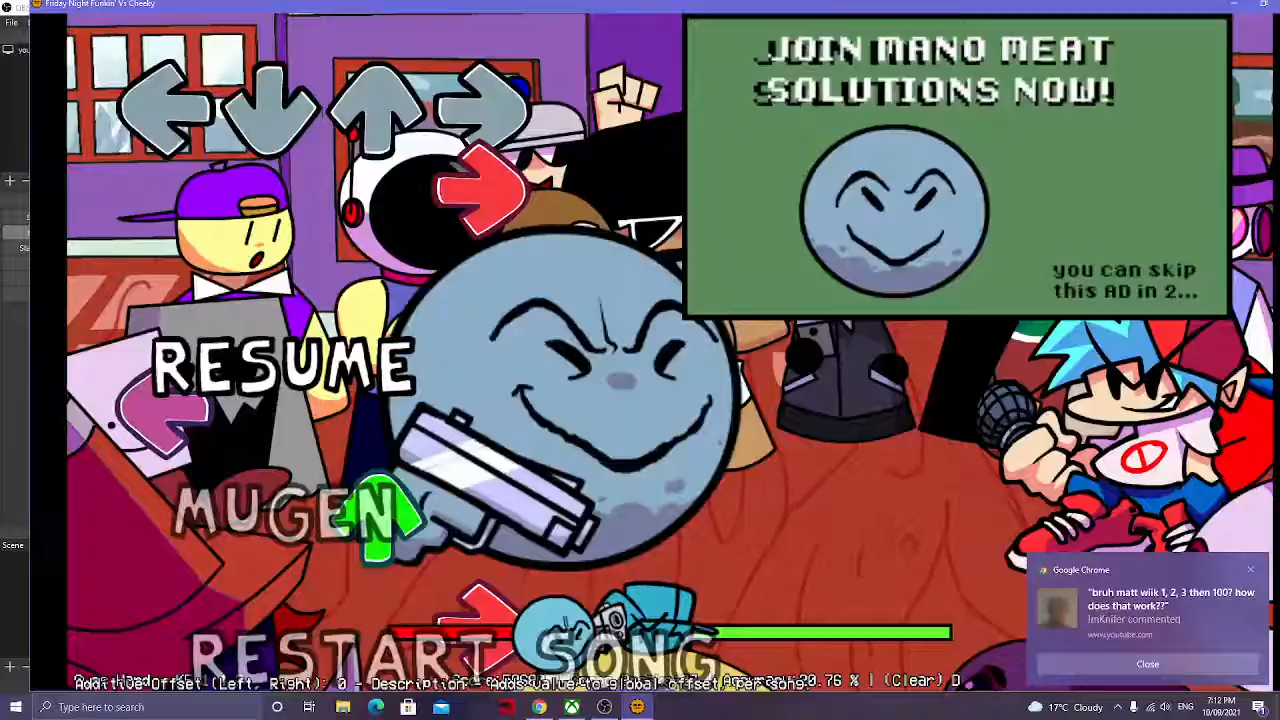 Friday Night Funkin' Vs Cheeky
File
JOIN MANO MEAT
SOLUTIONS NOW!
you can skip
this AD in 2...
RESUME
MUGEN
RESTART SONG
Scene
Google Chrome
"bruh matt wiik 1, 2, 3 then 100? how
does that work??"
ImKnifer commented
www.youtube.com
Close
Additive Offset (Left, Right): 0 - Description - Adds value to global offset, per song.
20.76 % | (Clear) D
Type here to search
17°C Cloudy
ENG
7:12 PM
10/09/2021